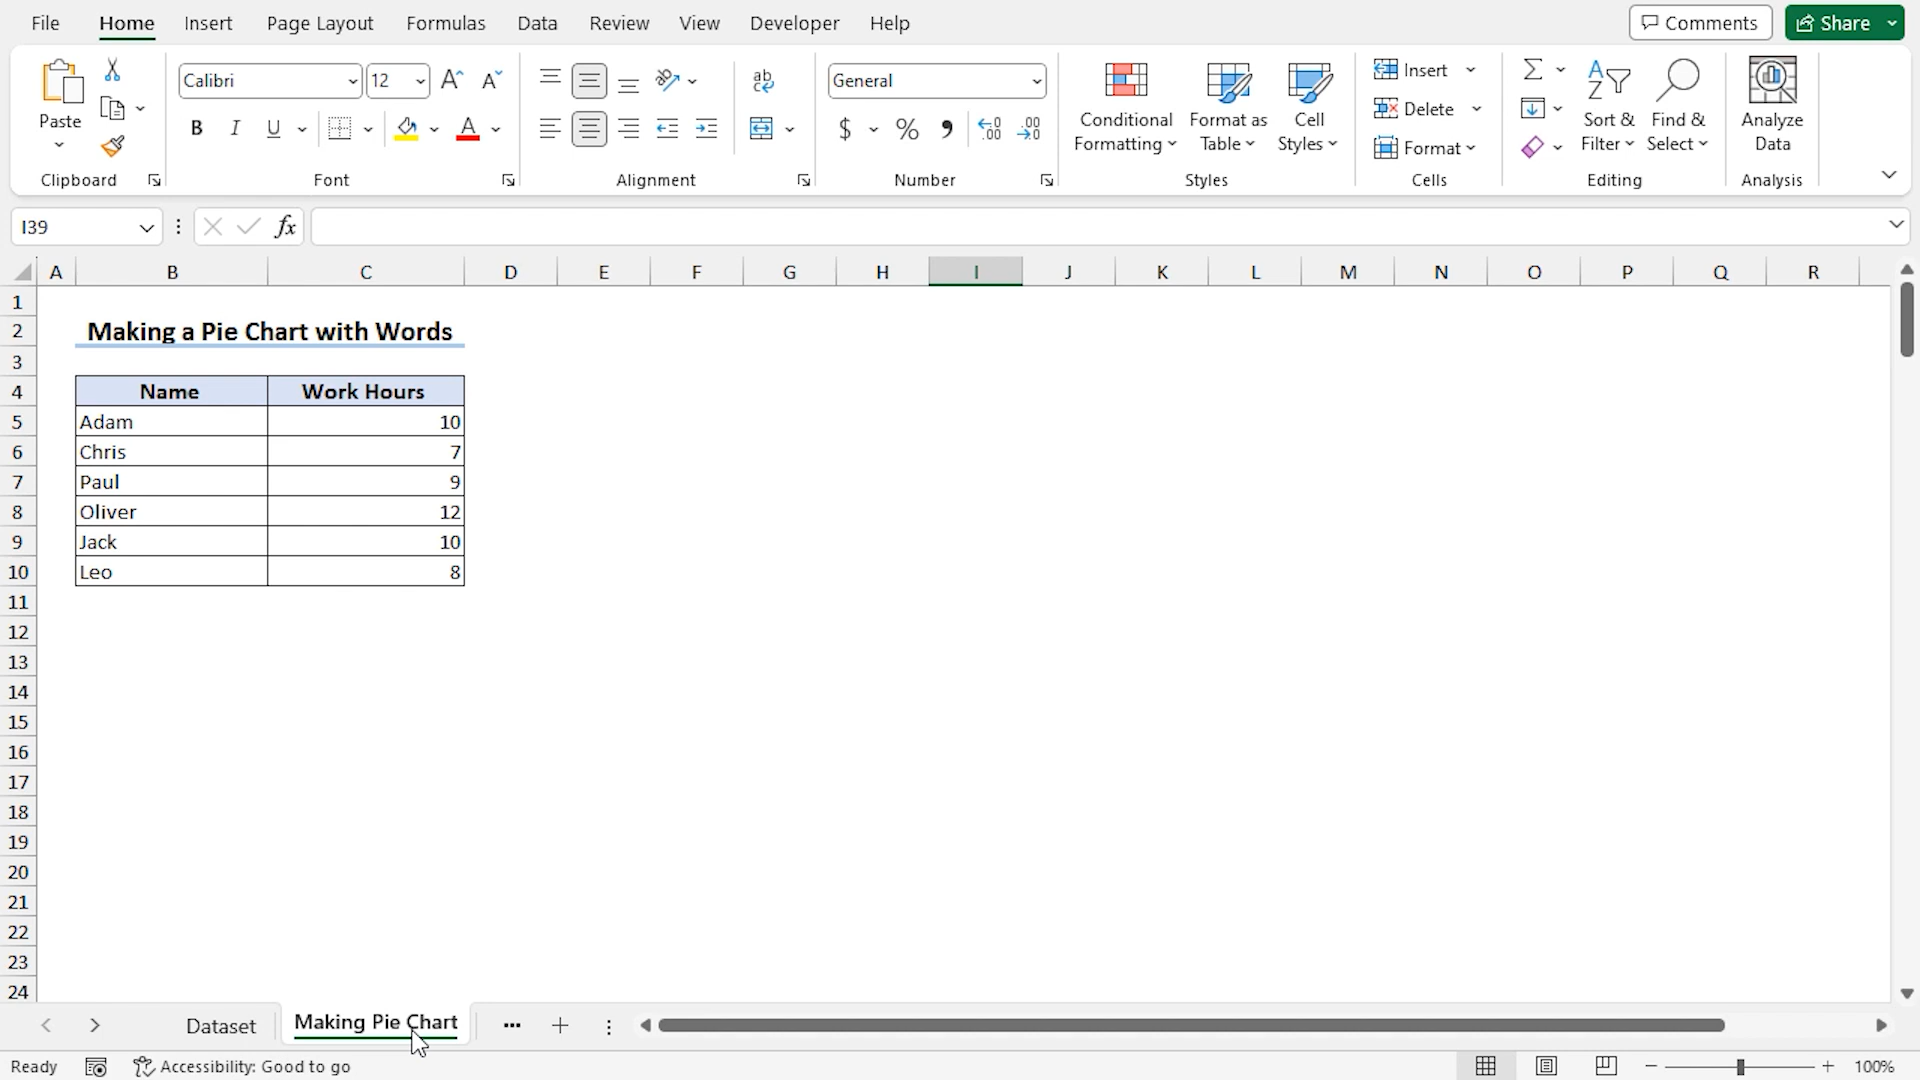 File Home Insert Page Layout Formulas Data Review View Developer Help Comments Share
Paste
Calibri 12 A A
B I U A
ab c
General
$ % 9 .00 .00
Conditional Formatting
Format as Table
Cell Styles
Insert
Delete
Format
Σ
AZ
Sort & Filter
Find & Select
Analyze Data
Clipboard Font Alignment Number Styles Cells Editing Analysis
I39 fx
A B C D E F G H I J K L M N O P Q R
1
2 Making a Pie Chart with Words
3
4 Name Work Hours
5 Adam 10
6 Chris 7
7 Paul 9
8 Oliver 12
9 Jack 10
10 Leo 8
11
12
13
14
15
16
17
18
19
20
21
22
23
24
Dataset Making Pie Chart ... +
Ready Accessibility: Good to go − + 100%